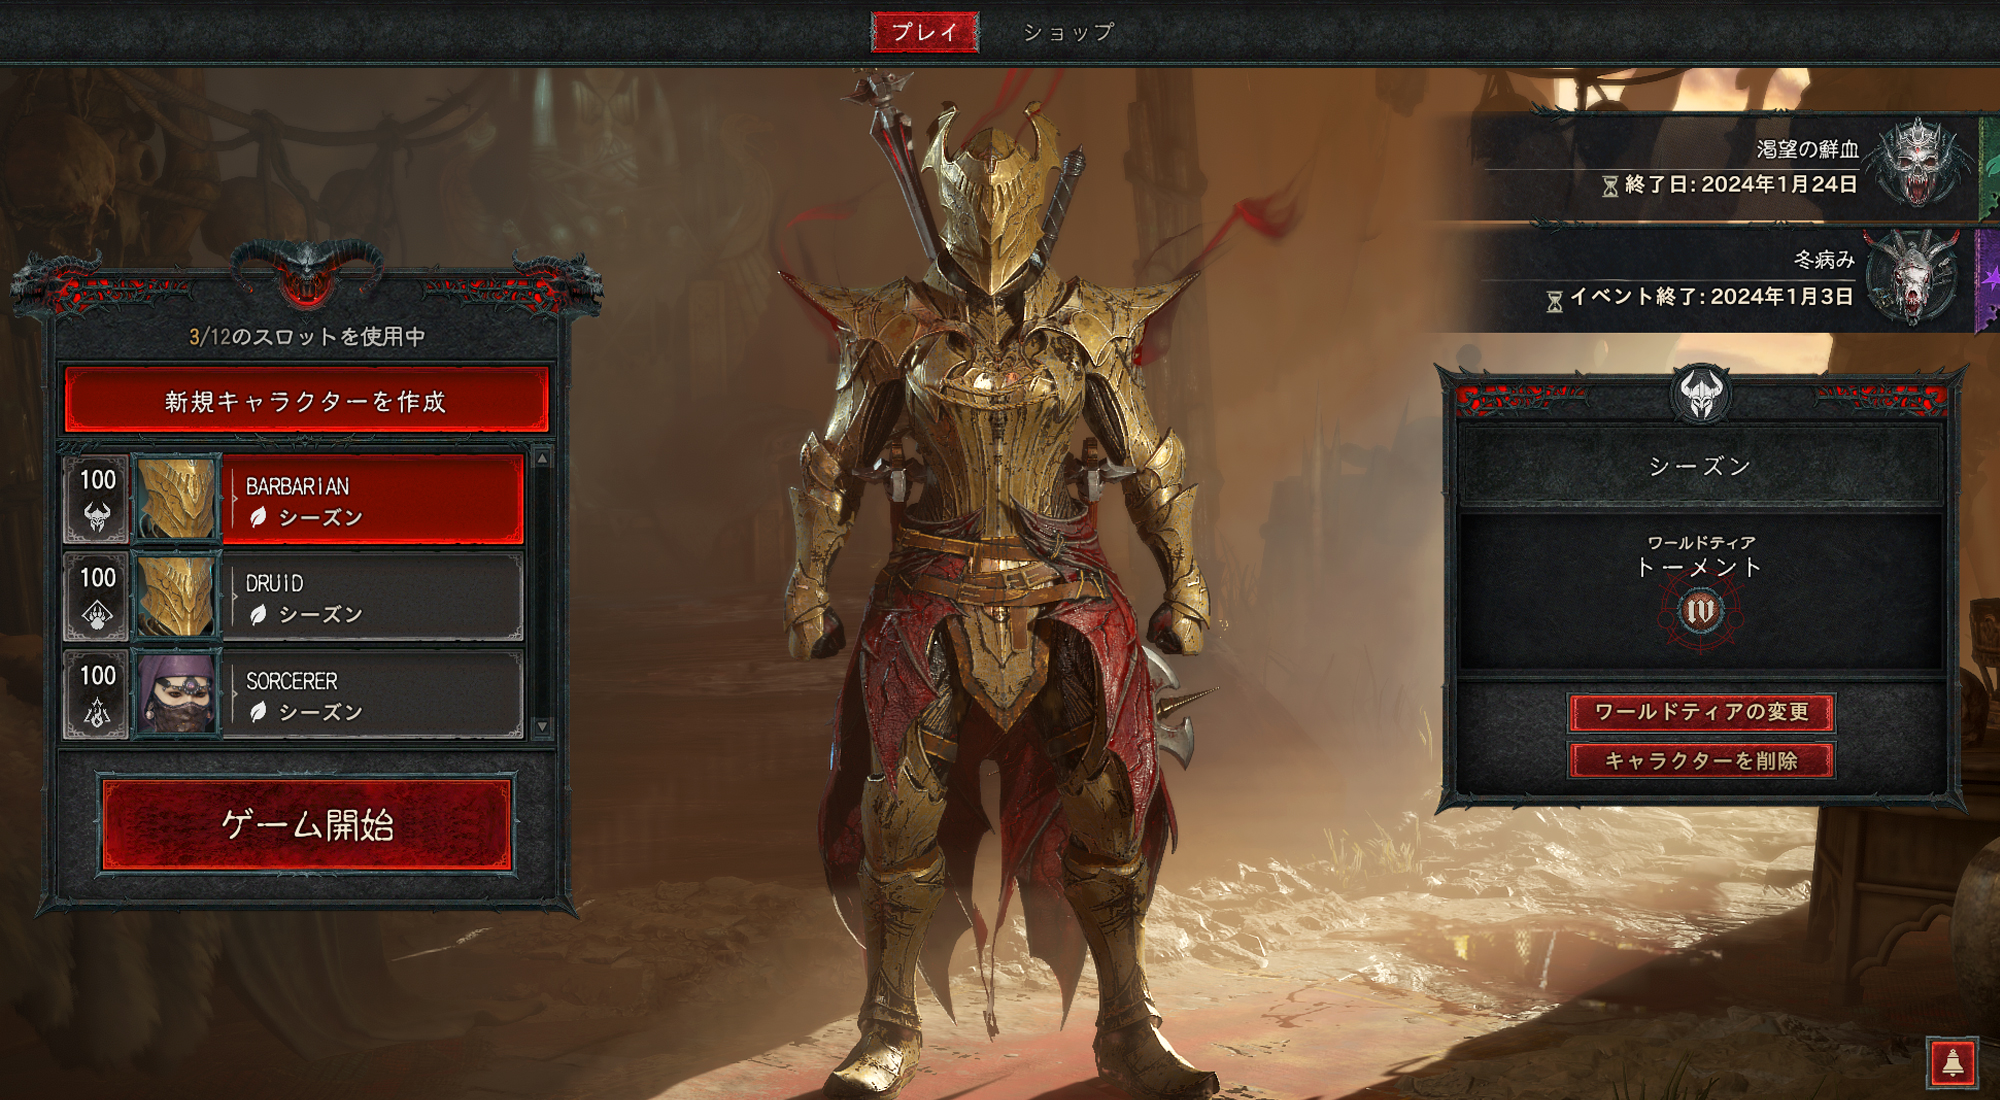 プレイ
ショップ
渇望の鮮血
終了日: 2024年1月24日
冬病み
イベント終了: 2024年1月3日
3/12のスロットを使用中
新規キャラクターを作成
100
BARBARIAN
シーズン
100
DRUID
シーズン
100
SORCERER
シーズン
ゲーム開始
シーズン
ワールドティア
トーメント
IV
ワールドティアの変更
キャラクターを削除